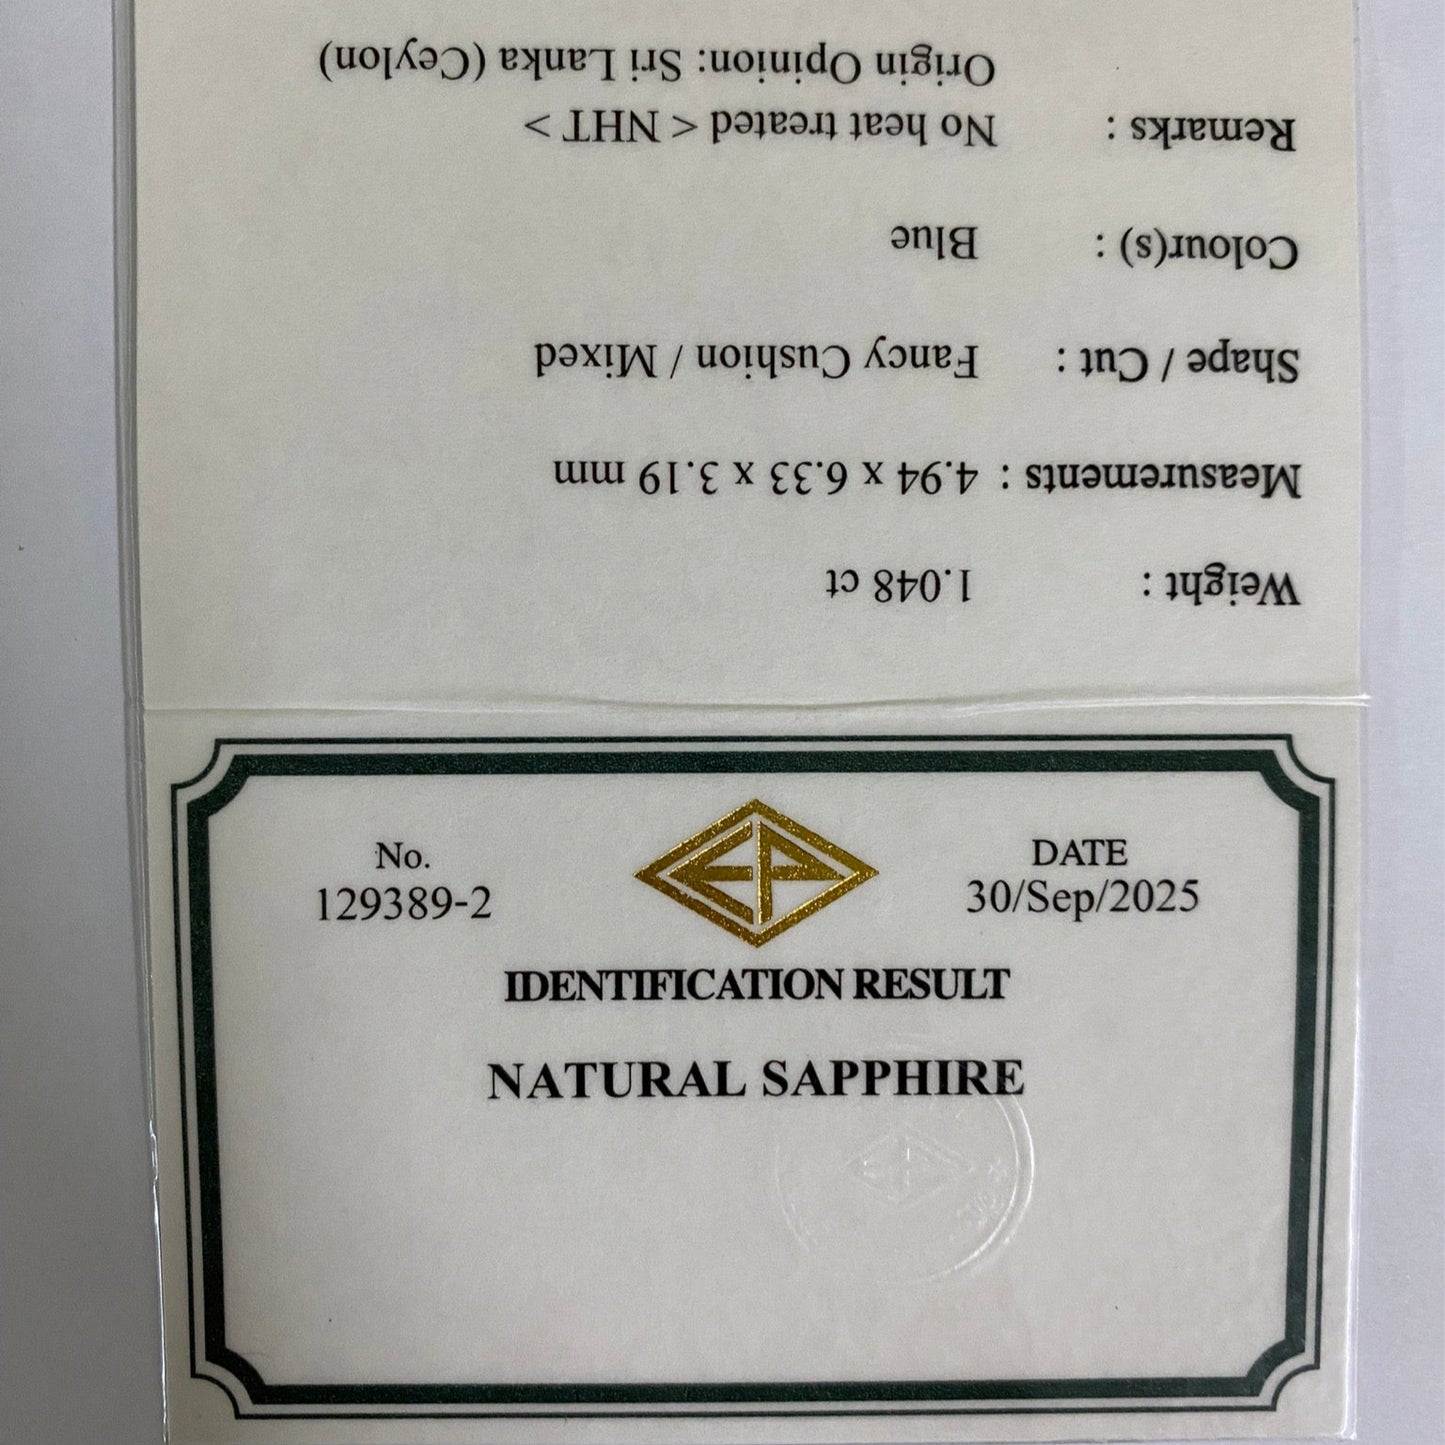 No.
129389-2
EP
DATE
30/Sep/2025
IDENTIFICATION RESULT
NATURAL SAPPHIRE
Weight : 1.048 ct
Measurements : 4.94 x 6.33 x 3.19 mm
Shape / Cut : Fancy Cushion / Mixed
Colour(s) : Blue
Remarks : No heat treated < NHT >
Origin Opinion: Sri Lanka (Ceylon)